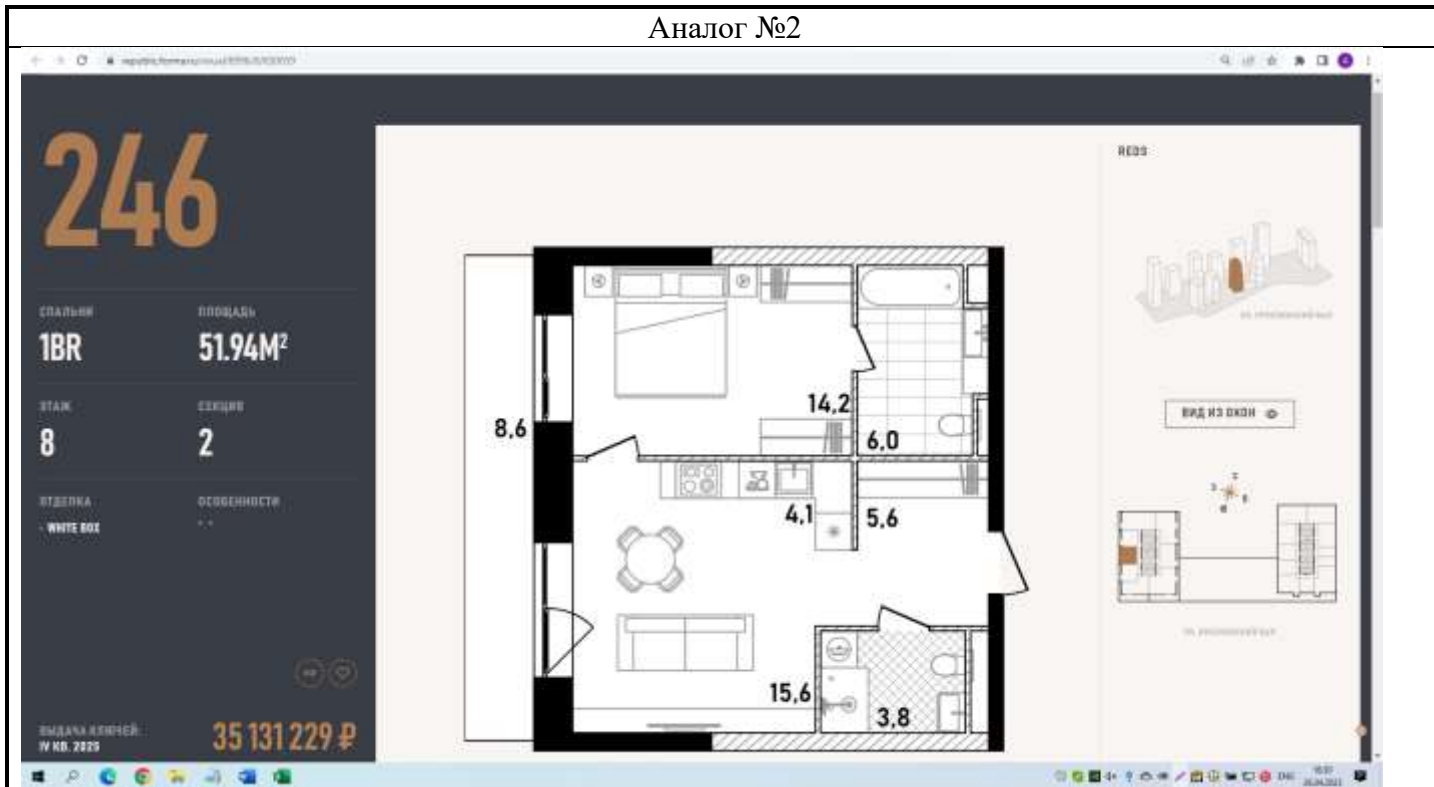 Аналог №2
246
REDS
СПАЛЬНИ
ПЛОЩАДЬ
1BR
51.94М²
ЭТАЖ
СЕКЦИЯ
8
2
ОТДЕЛКА
ОСОБЕННОСТИ
- WHITE BOX
8,6
14,2
6,0
4,1
5,6
15,6
3,8
ВИД ИЗ ОКОН
ВЫДАЧА КЛЮЧЕЙ:
IV КВ. 2025
35 131 229 ₽